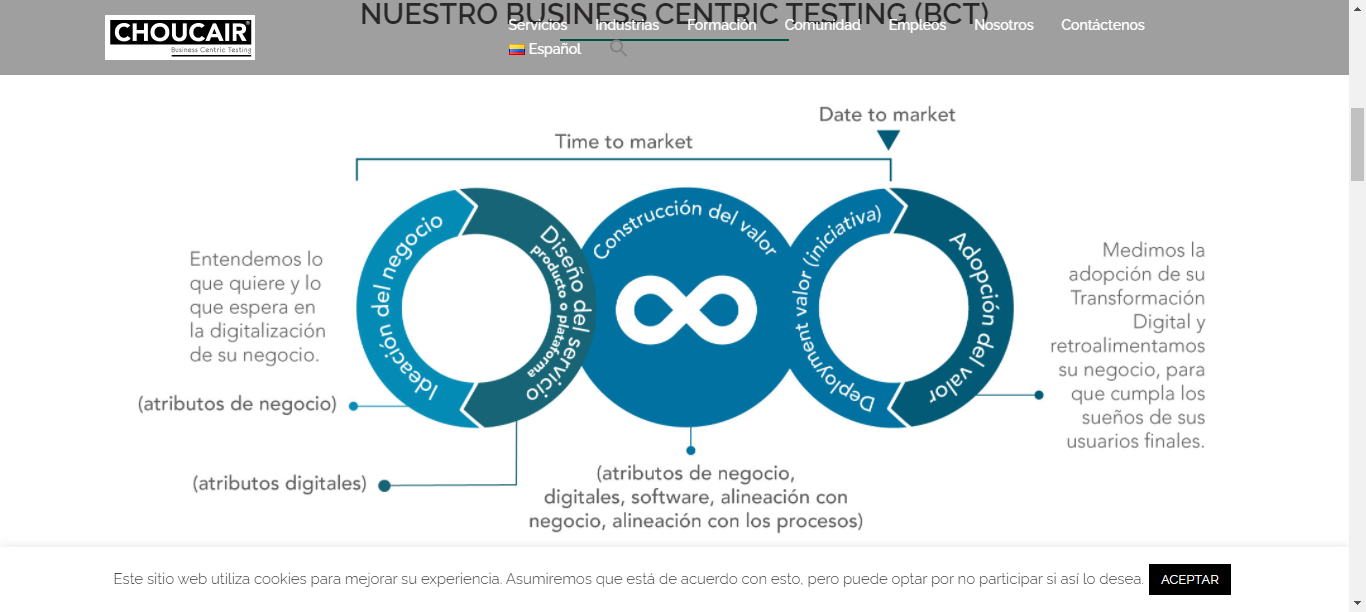 NUESTRO BUSINESS CENTRIC TESTING (BCT)
CHOUCAIR
Business Centric Testing
Servicios Industrias Formación Comunidad Empleos Nosotros Contáctenos
Español
Date to market
Time to market
Entendemos lo
que quiere y lo
que espera en
la digitalización
de su negocio.
(atributos de negocio)
(atributos digitales)
Ideación del negocio
Diseño del servicio
producto o plataforma
Construcción del valor
Deployment valor (iniciativa)
Adopción del valor
(atributos de negocio,
digitales, software, alineación con
negocio, alineación con los procesos)
Medimos la
adopción de su
Transformación
Digital y
retroalimentamos
su negocio, para
que cumpla los
sueños de sus
usuarios finales.
Este sitio web utiliza cookies para mejorar su experiencia. Asumiremos que está de acuerdo con esto, pero puede optar por no participar si así lo desea. ACEPTAR